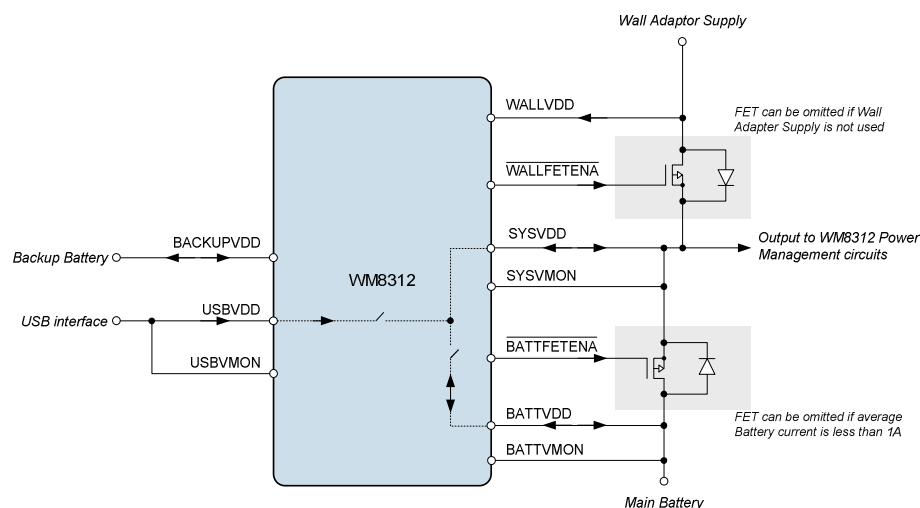 Wall Adaptor Supply
WALLVDD
FET can be omitted if Wall
Adapter Supply is not used
WALLFETENA
SYSVDD
Output to WM8312 Power
Management circuits
BACKUPVDD
Backup Battery
WM8312
SYSVMON
USBVDD
USB interface
USBVMON
BATTFETENA
BATTVDD
FET can be omitted if average
Battery current is less than 1A
BATTVMON
Main Battery